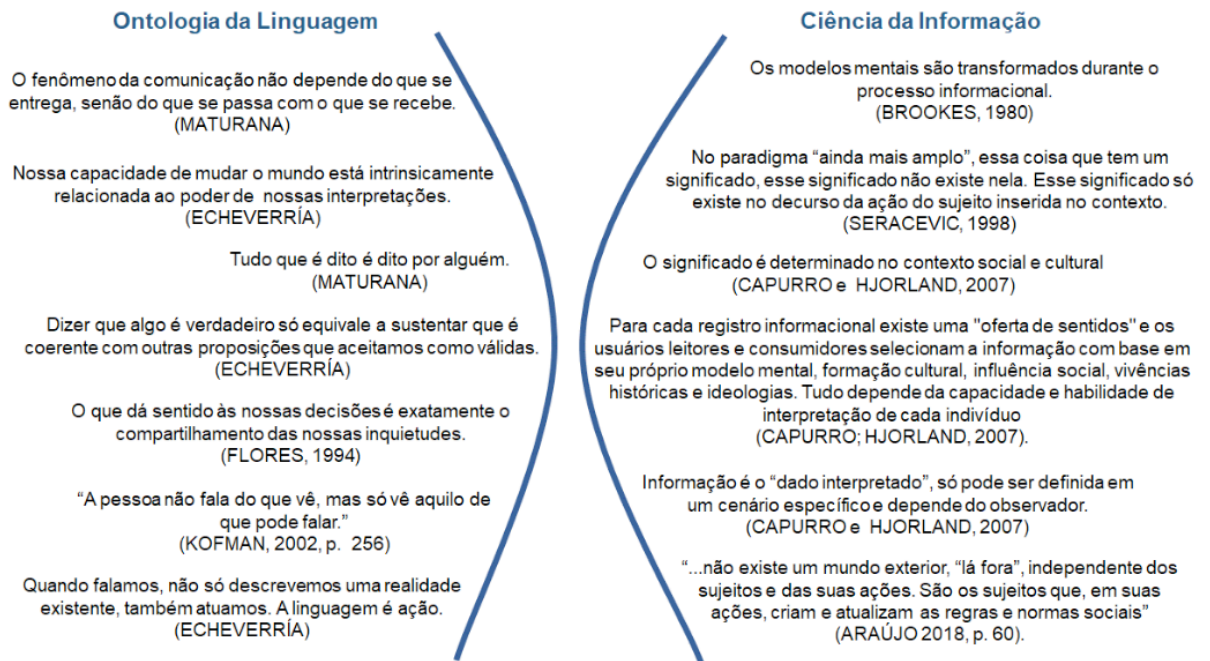 Ontologia da Linguagem
O fenômeno da comunicação não depende do que se
entrega, senão do que se passa com o que se recebe.
(MATURANA)
Nossa capacidade de mudar o mundo está intrinsicamente
relacionada ao poder de nossas interpretações.
(ECHEVERRÍA)
Tudo que é dito é dito por alguém.
(MATURANA)
Dizer que algo é verdadeiro só equivale a sustentar que é
coerente com outras proposições que aceitamos como válidas.
(ECHEVERRÍA)
O que dá sentido às nossas decisões é exatamente o
compartilhamento das nossas inquietudes.
(FLORES, 1994)
“A pessoa não fala do que vê, mas só vê aquilo de
que pode falar.”
(KOFMAN, 2002, p. 256)
Quando falamos, não só descrevemos uma realidade
existente, também atuamos. A linguagem é ação.
(ECHEVERRÍA)
Ciência da Informação
Os modelos mentais são transformados durante o
processo informacional.
(BROOKES, 1980)
No paradigma “ainda mais amplo”, essa coisa que tem um
significado, esse significado não existe nela. Esse significado só
existe no decurso da ação do sujeito inserida no contexto.
(SERACEVIC, 1998)
O significado é determinado no contexto social e cultural
(CAPURRO e HJORLAND, 2007)
Para cada registro informacional existe uma "oferta de sentidos" e os
usuários leitores e consumidores selecionam a informação com base em
seu próprio modelo mental, formação cultural, influência social, vivências
históricas e ideologias. Tudo depende da capacidade e habilidade de
interpretação de cada indivíduo
(CAPURRO; HJORLAND, 2007).
Informação é o “dado interpretado”, só pode ser definida em
um cenário específico e depende do observador.
(CAPURRO e HJORLAND, 2007)
“...não existe um mundo exterior, “lá fora”, independente dos
sujeitos e das suas ações. São os sujeitos que, em suas
ações, criam e atualizam as regras e normas sociais”
(ARAÚJO 2018, p. 60).